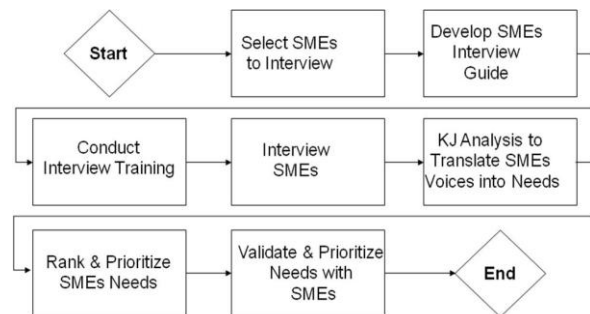 Start
Select SMEs
to Interview
Develop SMEs
Interview
Guide
Conduct
Interview Training
Interview
SMEs
KJ Analysis to
Translate SMEs
Voices into Needs
Rank & Prioritize
SMEs Needs
Validate & Prioritize
Needs with
SMEs
End